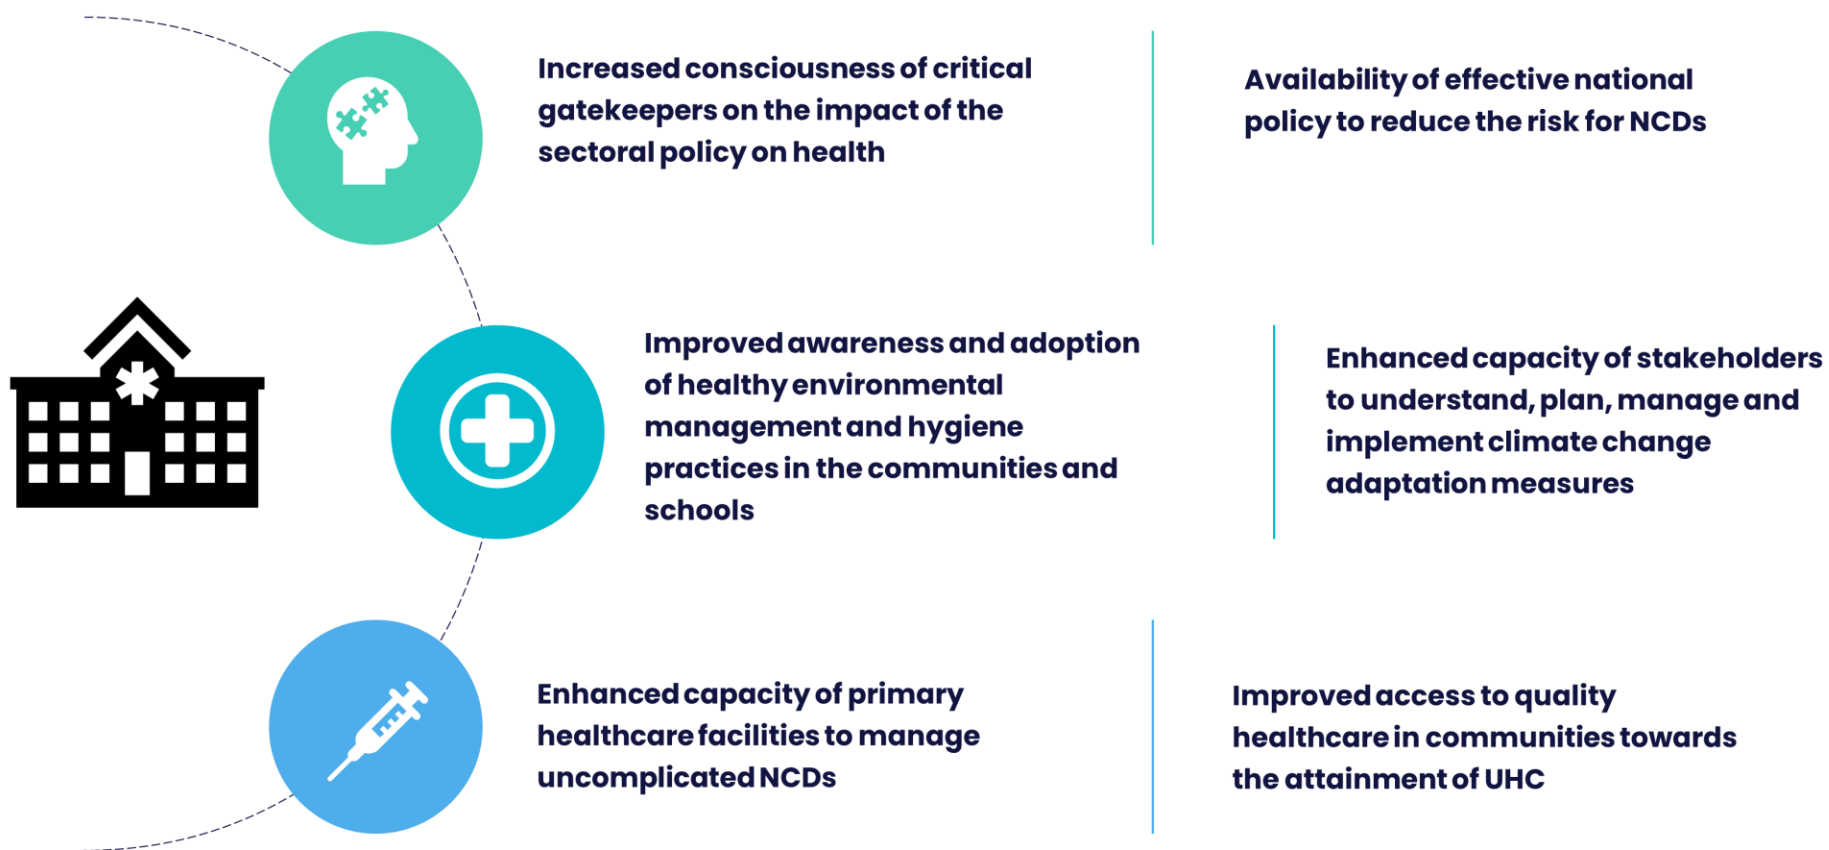 Increased consciousness of critical
gatekeepers on the impact of the
sectoral policy on health
Availability of effective national
policy to reduce the risk for NCDs
Improved awareness and adoption
of healthy environmental
management and hygiene
practices in the communities and
schools
Enhanced capacity of stakeholders
to understand, plan, manage and
implement climate change
adaptation measures
Enhanced capacity of primary
healthcare facilities to manage
uncomplicated NCDs
Improved access to quality
healthcare in communities towards
the attainment of UHC